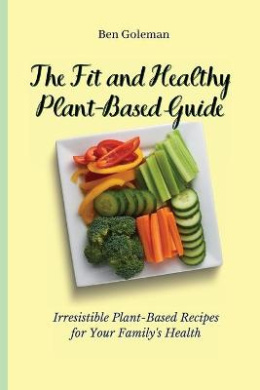 Ben Goleman
The Fit and Healthy
Plant-Based Guide
Irresistible Plant-Based Recipes
for Your Family's Health